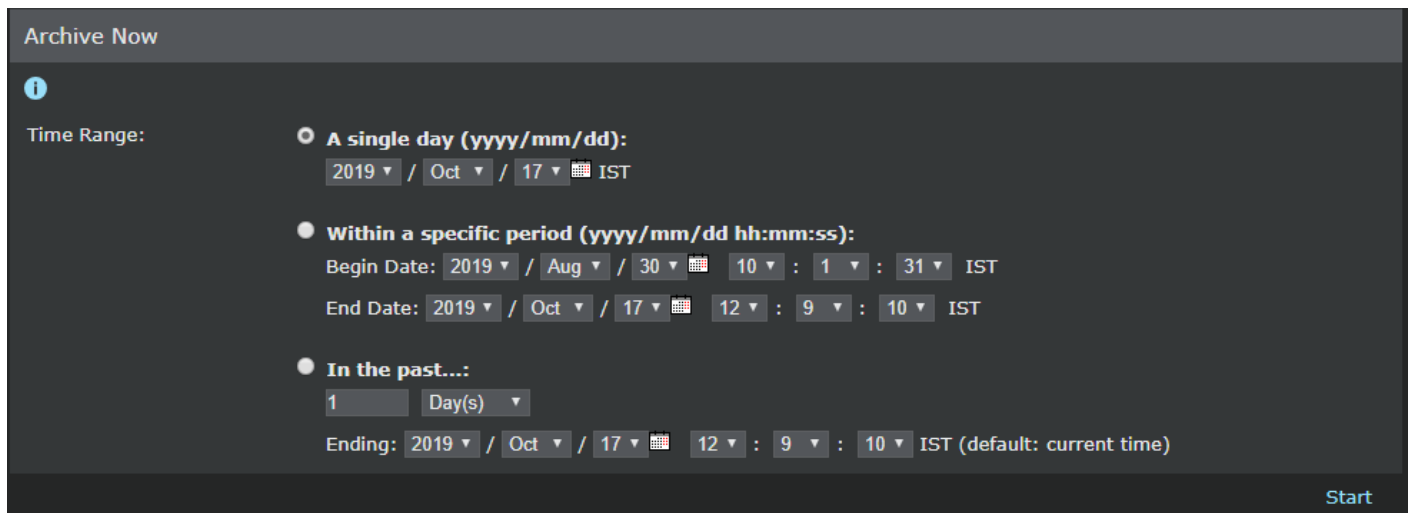 Archive Now
Time Range:
A single day (yyyy/mm/dd):
2019 / Oct / 17 IST
Within a specific period (yyyy/mm/dd hh:mm:ss):
Begin Date: 2019 / Aug / 30 10 : 1 : 31 IST
End Date: 2019 / Oct / 17 12 : 9 : 10 IST
In the past...:
1 Day(s)
Ending: 2019 / Oct / 17 12 : 9 : 10 IST (default: current time)
Start